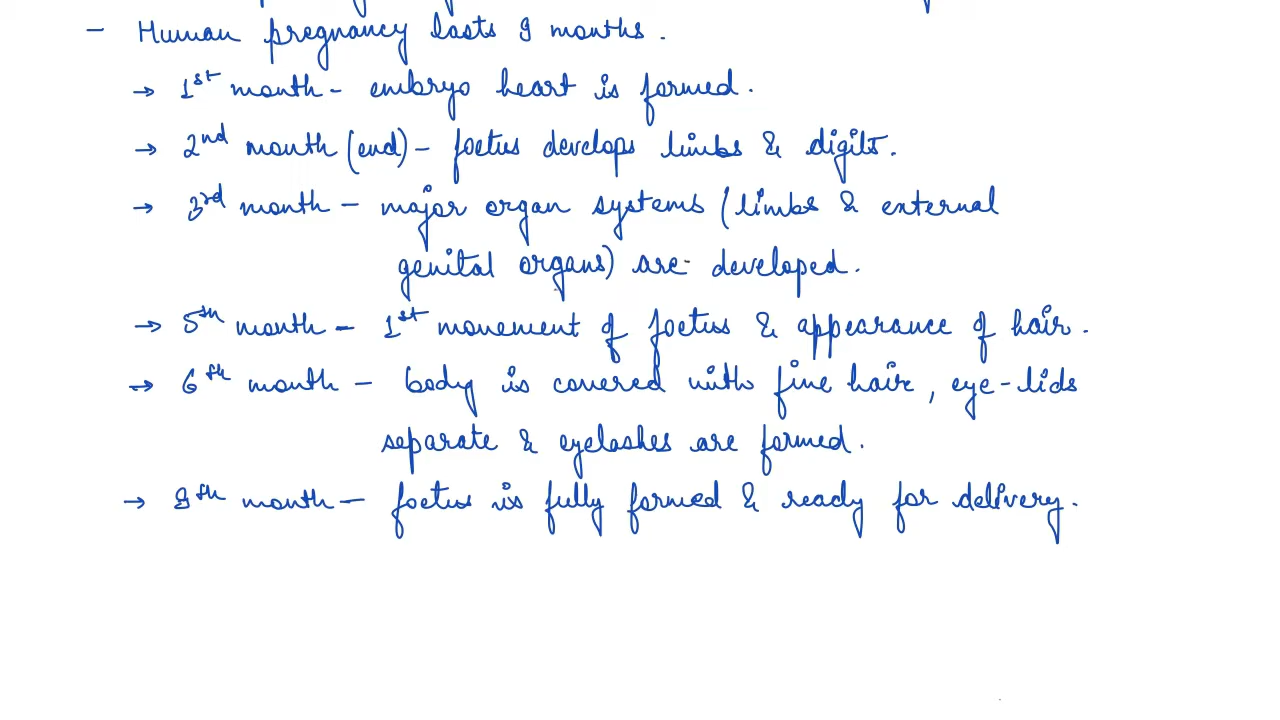 - Human pregnancy lasts 9 months.
→ 1st month - embryo heart is formed.
→ 2nd month (end) - foetus develops limbs & digits.
→ 3rd month - major organ systems (limbs & external
genital organs) are developed.
→ 5th month - 1st movement of foetus & appearance of hair.
→ 6th month - body is covered with fine hair, eye-lids
separate & eyelashes are formed.
→ 9th month - foetus is fully formed & ready for delivery.